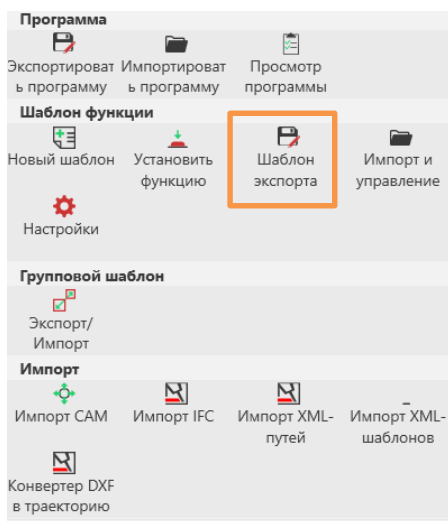 Программа
Экспортироват Импортироват Просмотр
ь программу ь программу программы
Шаблон функции
Новый шаблон Установить Шаблон Импорт и
функцию экспорта управление
Настройки
Групповой шаблон
Экспорт/
Импорт
Импорт
Импорт CAM Импорт IFC Импорт XML- Импорт XML-
путей шаблонов
Конвертер DXF
в траекторию